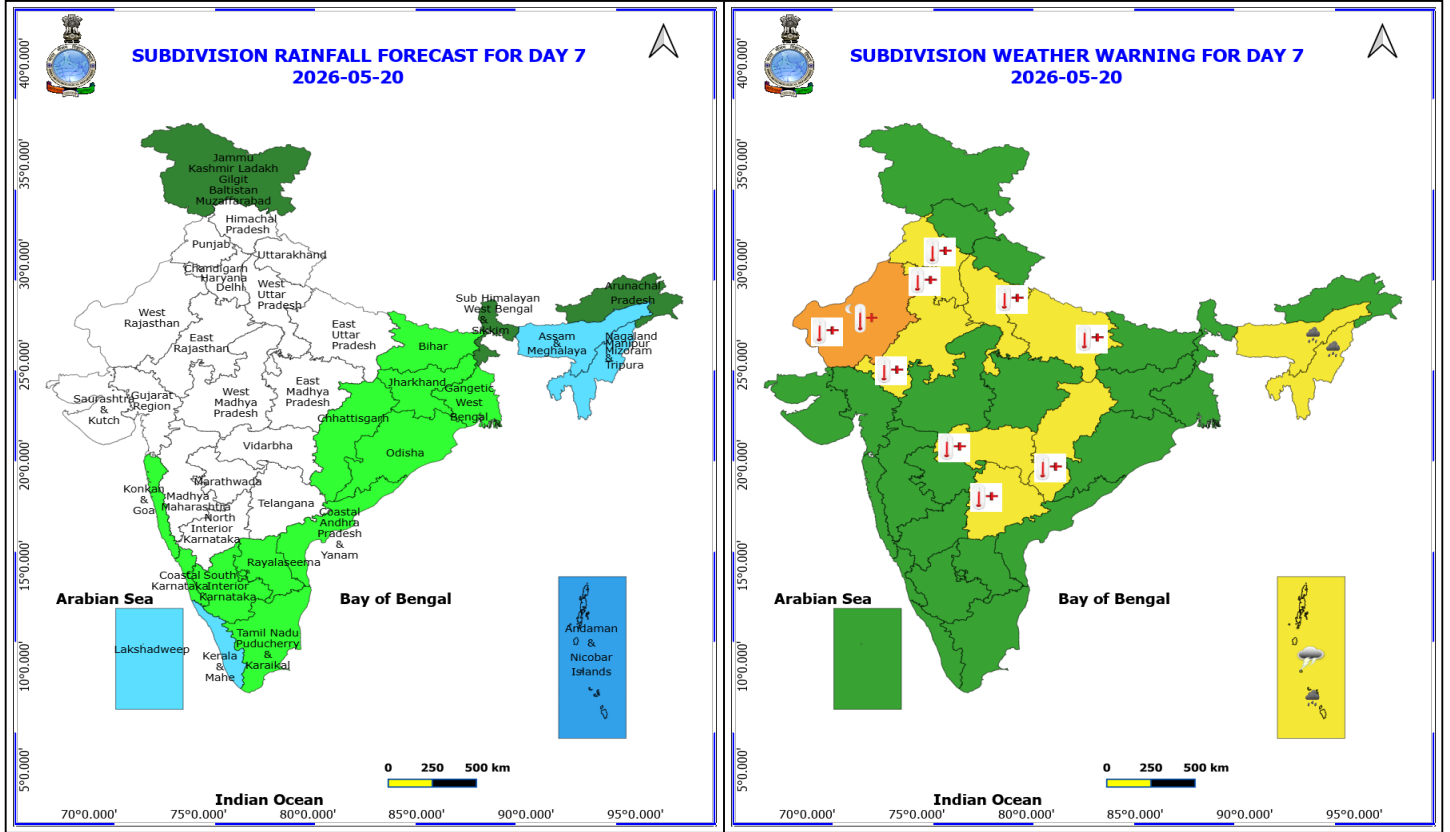 SUBDIVISION RAINFALL FORECAST FOR DAY 7
2026-05-20
40°0.000'
35°0.000'
30°0.000'
25°0.000'
20°0.000'
15°0.000'
10°0.000'
5°0.000'
Jammu
Kashmir Ladakh
Gilgit
Baltistan
Muzaffarabad
Himachal
Pradesh
Punjab
Uttarakhand
Chandigarh
Haryana
Delhi
West
Uttar
Pradesh
West
Rajasthan
East
Rajasthan
East
Uttar
Pradesh
Sub Himalayan
West Bengal
&
Sikkim
Arunachal
Pradesh
Assam
&
Meghalaya
Nagaland
Manipur
Mizoram
&
Tripura
Bihar
Jharkhand
Gangetic
West
Bengal
Saurashtra
&
Kutch
Gujarat
Region
West
Madhya
Pradesh
East
Madhya
Pradesh
Chhattisgarh
Odisha
Vidarbha
Konkan
&
Goa
Madhya
Maharashtra
Marathwada
Telangana
North
Interior
Karnataka
Coastal
Andhra
Pradesh
&
Yanam
Rayalaseema
Coastal
Karnataka
South
Interior
Karnataka
Tamil Nadu
Puducherry
&
Karaikal
Kerala
&
Mahe
Lakshadweep
Andaman
&
Nicobar
Islands
Arabian Sea
Bay of Bengal
Indian Ocean
0 250 500 km
70°0.000' 75°0.000' 80°0.000' 85°0.000' 90°0.000' 95°0.000'
SUBDIVISION WEATHER WARNING FOR DAY 7
2026-05-20
40°0.000'
35°0.000'
30°0.000'
25°0.000'
20°0.000'
15°0.000'
10°0.000'
5°0.000'
Arabian Sea
Bay of Bengal
Indian Ocean
0 250 500 km
70°0.000' 75°0.000' 80°0.000' 85°0.000' 90°0.000' 95°0.000'